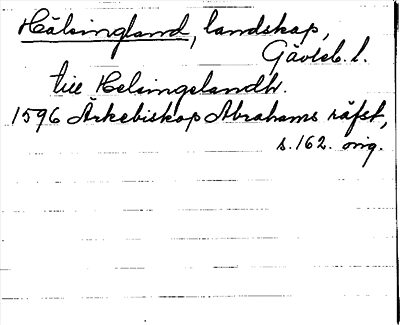 Hälsingland, landskap,
Gävleb. l.
till Helsingelandh.
1596 Ärkebiskop Abrahams räfst,
s. 162. orig.